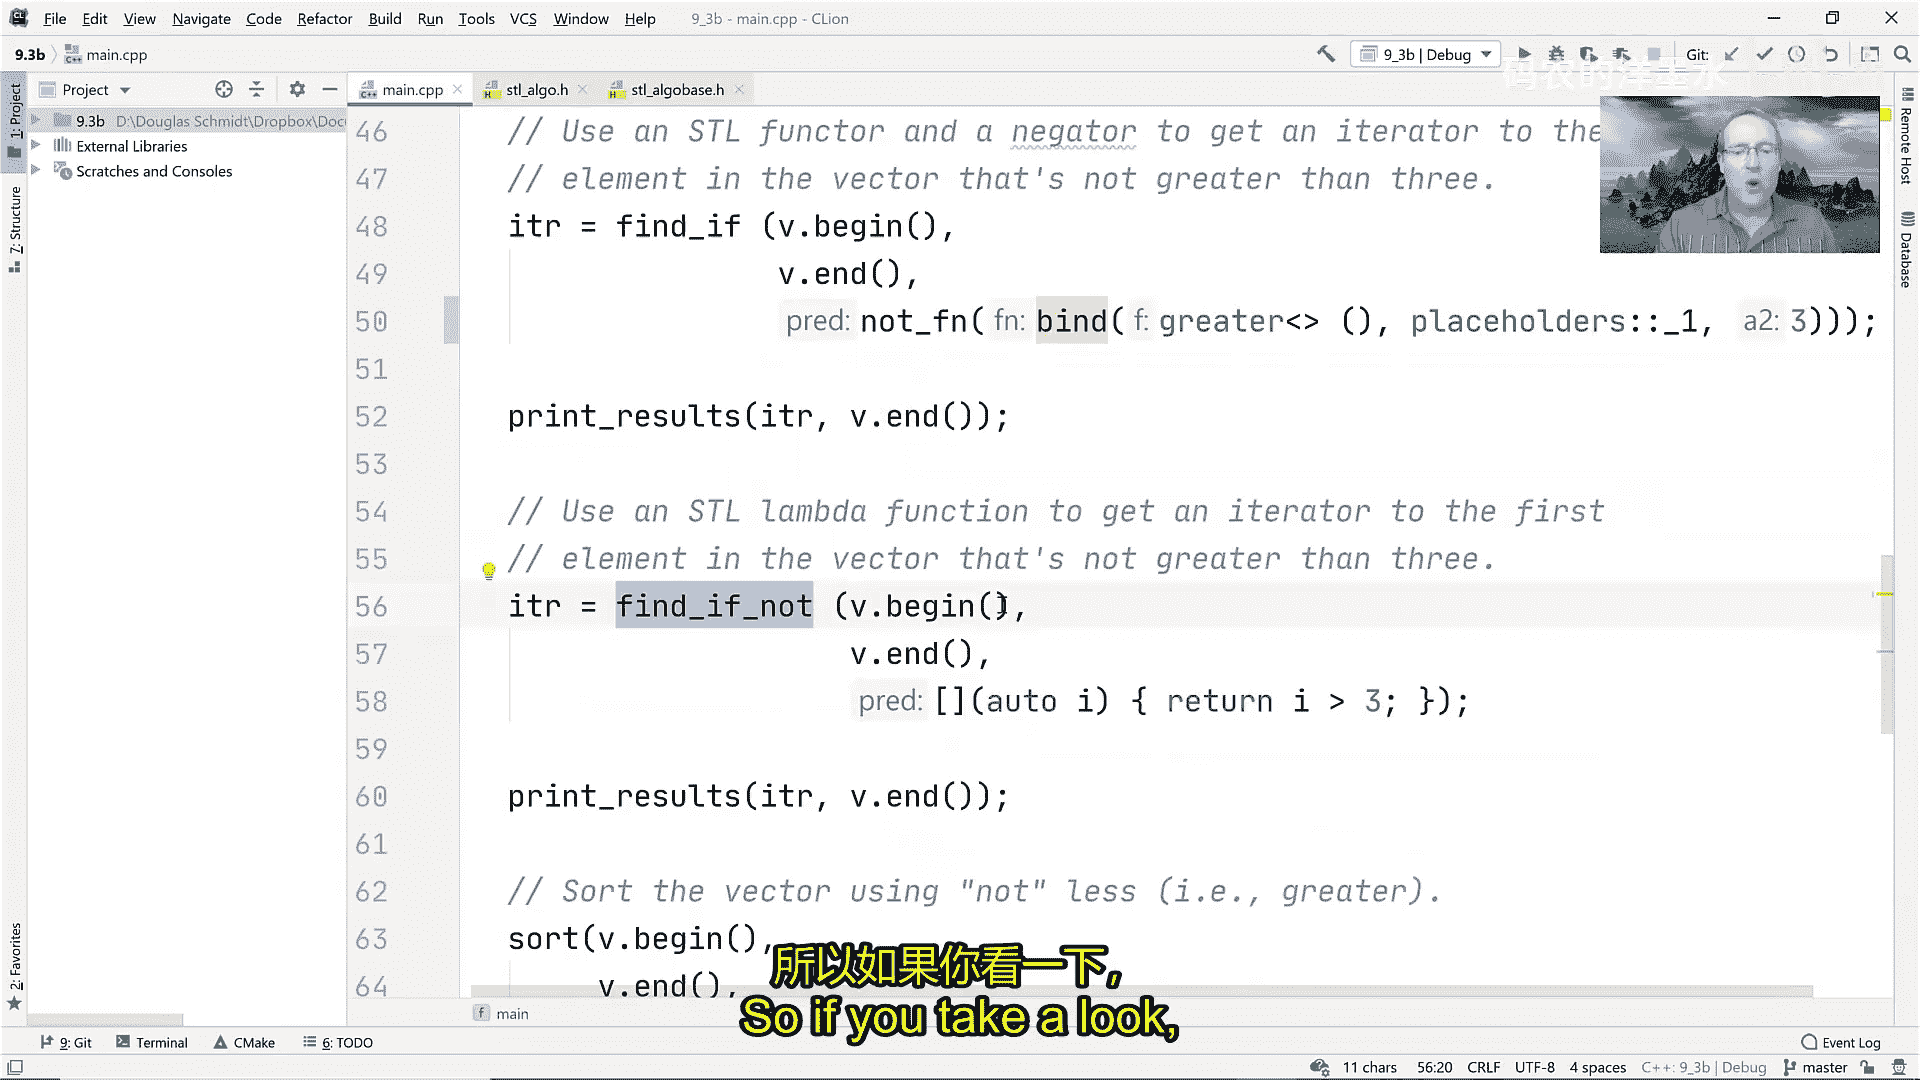 File Edit View Navigate Code Refactor Build Run Tools VCS Window Help 9_3b - main.cpp - CLion
9.3b main.cpp 9_3b | Debug Git:
码农的洋墨水
Project main.cpp stl_algo.h stl_algobase.h
1: Project
7: Structure
2: Favorites
Remote Host
Database
9.3b D:\Douglas Schmidt\Dropbox\Doc
External Libraries
Scratches and Consoles
46 // Use an STL functor and a negator to get an iterator to the
47 // element in the vector that's not greater than three.
48 itr = find_if (v.begin(),
49 v.end(),
50 pred: not_fn( fn: bind( f: greater<> (), placeholders::_1, a2: 3)));
51
52 print_results(itr, v.end());
53
54 // Use an STL lambda function to get an iterator to the first
55 // element in the vector that's not greater than three.
56 itr = find_if_not (v.begin(),
57 v.end(),
58 pred: [](auto i) { return i > 3; });
59
60 print_results(itr, v.end());
61
62 // Sort the vector using "not" less (i.e., greater).
63 sort(v.begin(),
64 v.end(),
所以如果你看一下,
So if you take a look,
f main
9: Git Terminal CMake 6: TODO Event Log
11 chars 56:20 CRLF UTF-8 4 spaces C++: 9_3b | Debug master